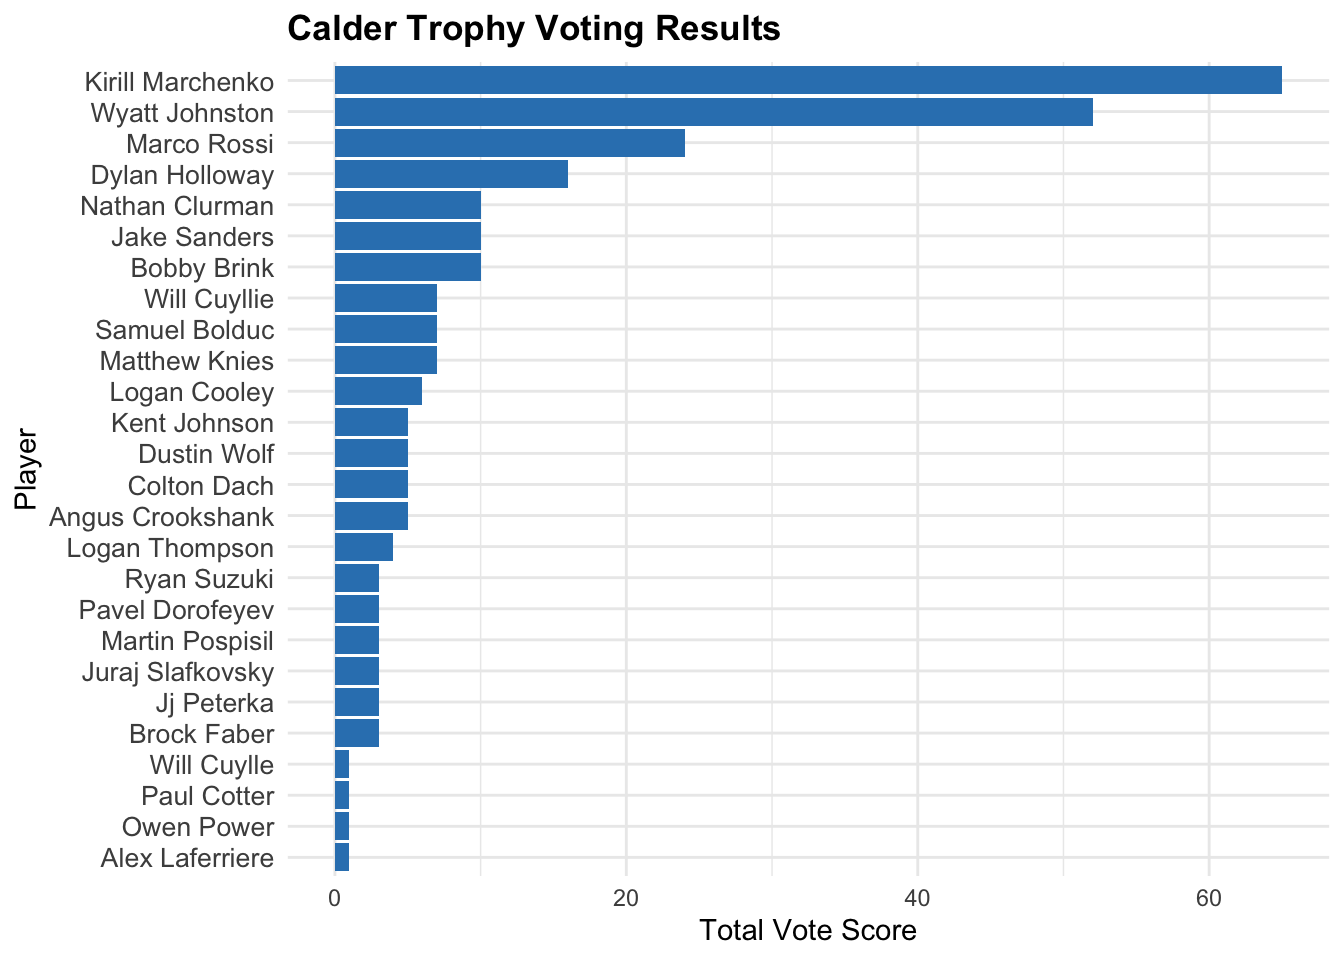 Calder Trophy Voting Results
Kirill Marchenko
Wyatt Johnston
Marco Rossi
Dylan Holloway
Nathan Clurman
Jake Sanders
Bobby Brink
Will Cuyllie
Samuel Bolduc
Matthew Knies
Logan Cooley
Kent Johnson
Dustin Wolf
Colton Dach
Angus Crookshank
Logan Thompson
Ryan Suzuki
Pavel Dorofeyev
Martin Pospisil
Juraj Slafkovsky
Jj Peterka
Brock Faber
Will Cuylle
Paul Cotter
Owen Power
Alex Laferriere
Player
0 20 40 60
Total Vote Score